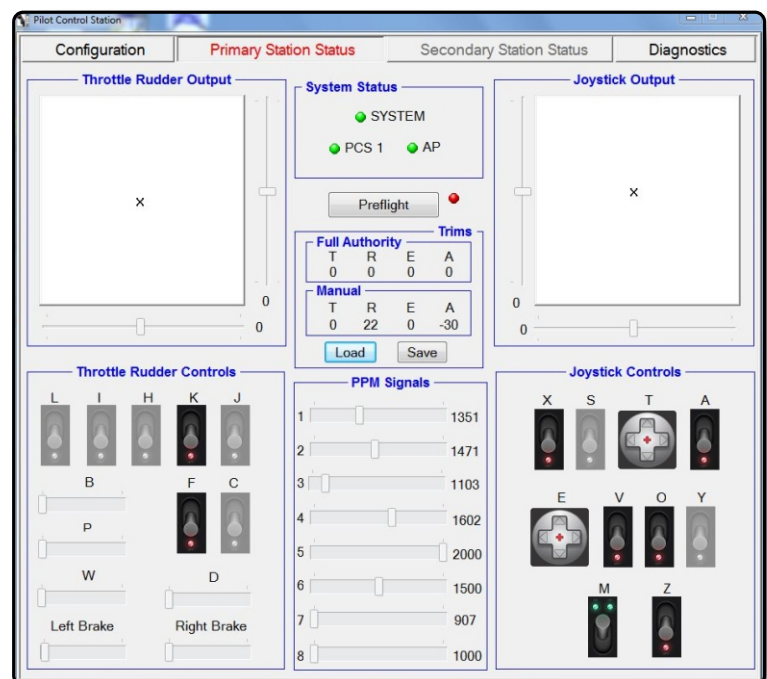 Pilot Control Station
Configuration Primary Station Status Secondary Station Status Diagnostics
Throttle Rudder Output
0
0
System Status
SYSTEM
PCS 1 AP
Preflight
Trims
Full Authority
T R E A
0 0 0 0
Manual
T R E A
0 22 0 -30
Load Save
Joystick Output
0
0
Throttle Rudder Controls
L I H K J
B F C
P
W D
Left Brake Right Brake
PPM Signals
1 1351
2 1471
3 1103
4 1602
5 2000
6 1500
7 907
8 1000
Joystick Controls
X S T A
E V O Y
M Z